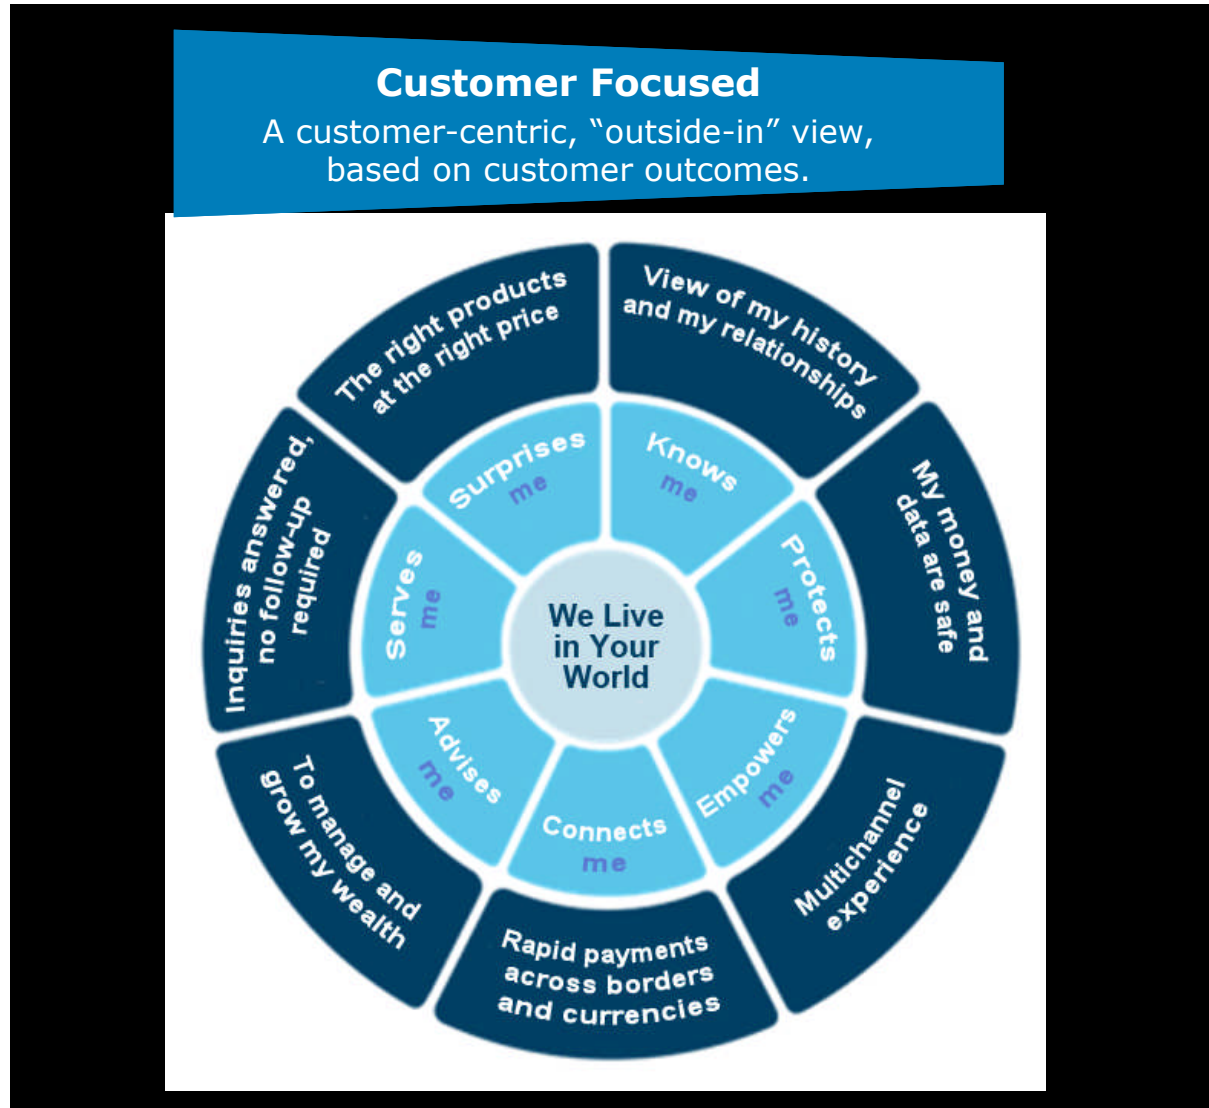 Customer Focused
A customer-centric, “outside-in” view,
based on customer outcomes.
The right products
at the right price
View of my history
and my relationships
My money and
data are safe
Multichannel
experience
Rapid payments
across borders
and currencies
To manage and
grow my wealth
Inquiries answered,
no follow-up
required
Surprises
me
Knows
me
Protects
me
Empowers
me
Connects
me
Advises
me
Serves
me
We Live
in Your
World